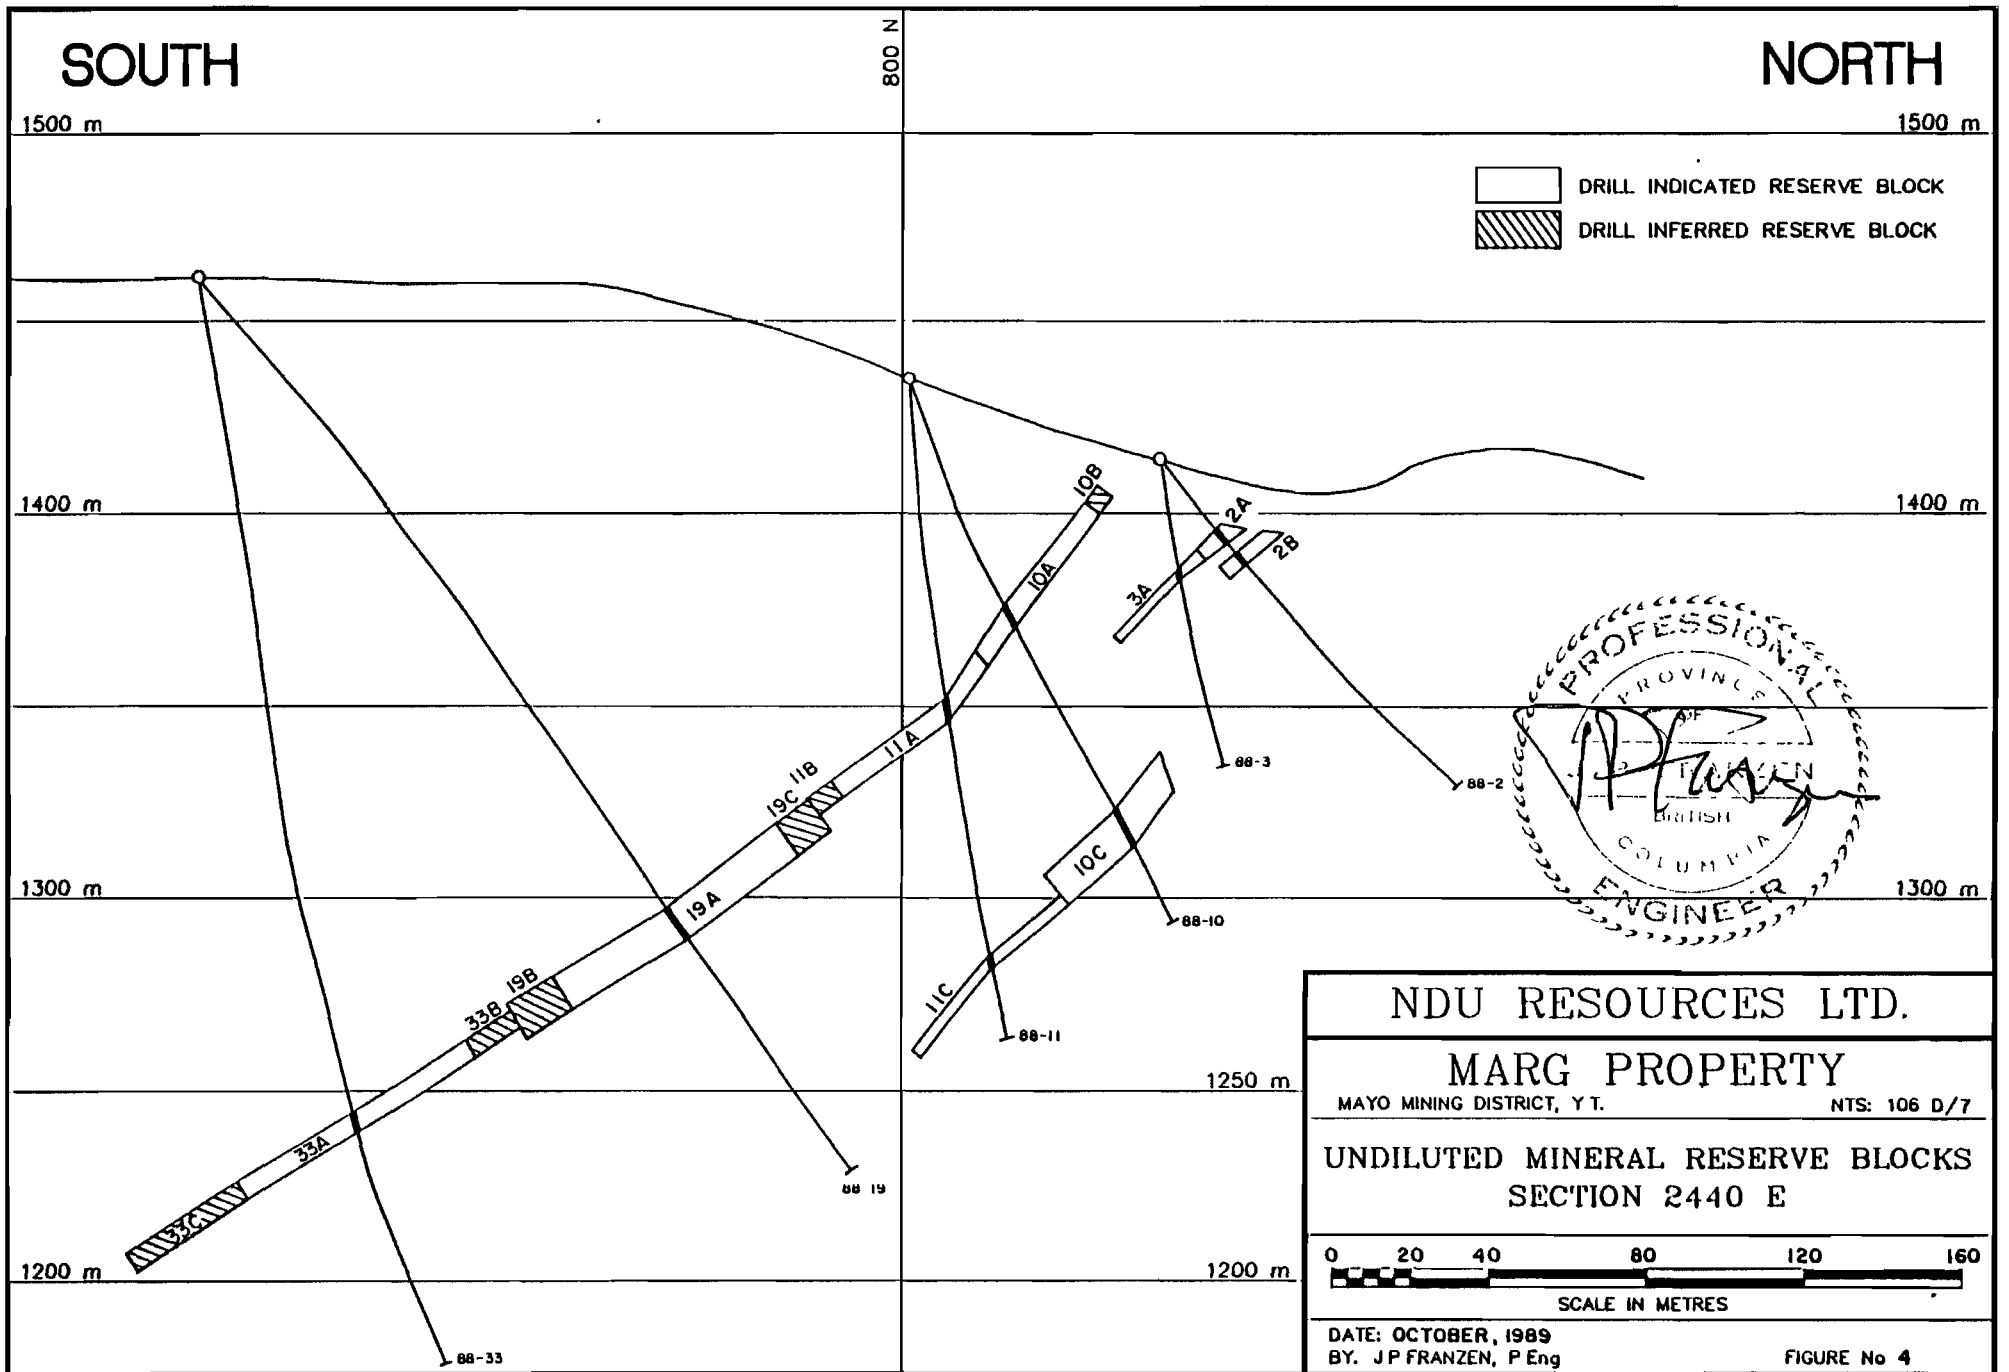 SOUTH
800 N
NORTH
1500 m
1500 m
DRILL INDICATED RESERVE BLOCK
DRILL INFERRED RESERVE BLOCK
10B
1400 m
1400 m
2A
2B
10A
3A
PROFESSIONAL
PROVINCE
OF
BRITISH
COLUMBIA
ENGINEER
11A
88-3
88-2
11B
19C
10C
1300 m
1300 m
19A
88-10
19B
33B
11C
88-11
1250 m
33A
88 19
33C
1200 m
1200 m
88-33
NDU RESOURCES LTD.
MARG PROPERTY
MAYO MINING DISTRICT, Y T.
NTS: 106 D/7
UNDILUTED MINERAL RESERVE BLOCKS
SECTION 2440 E
0 20 40 80 120 160
SCALE IN METRES
DATE: OCTOBER, 1989
BY. J P FRANZEN, P Eng
FIGURE No 4